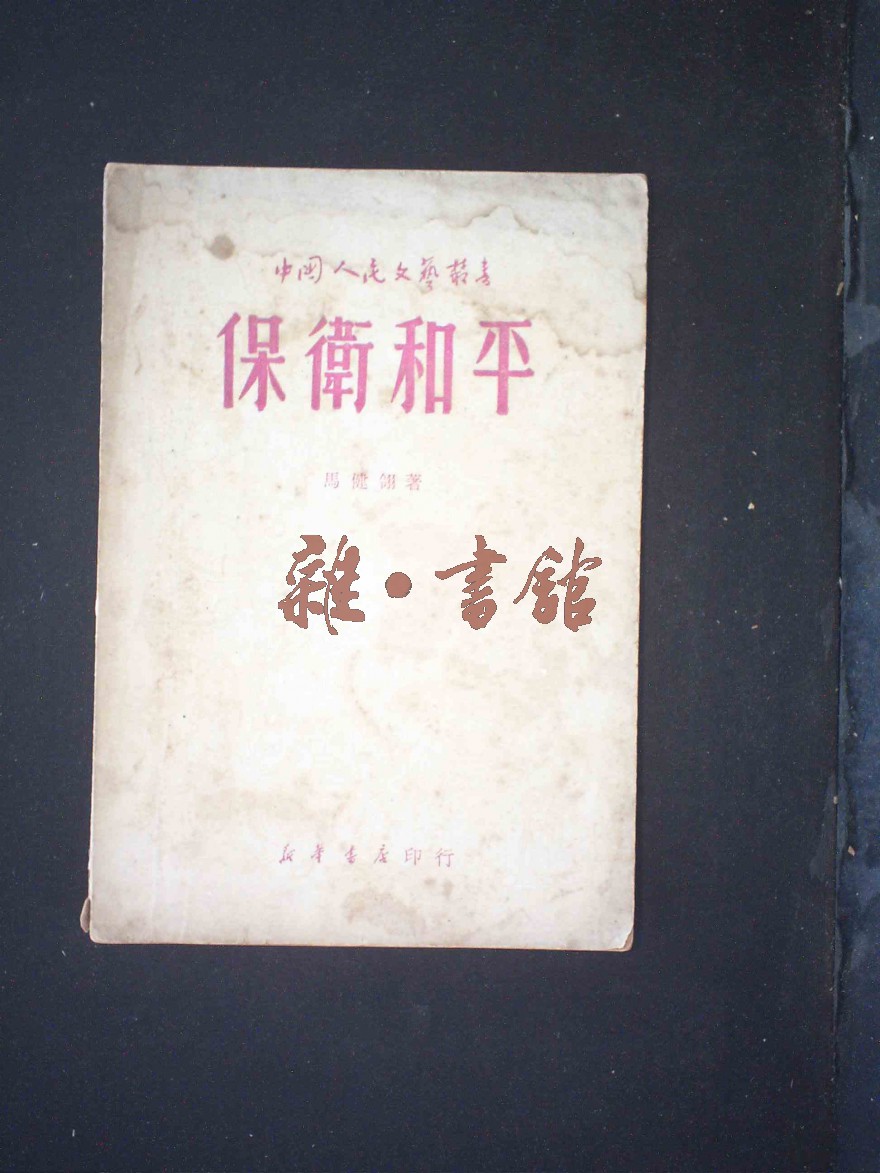 中國人民文藝叢書
保衛和平
馬健翎著
雜·書館
新華書店印行